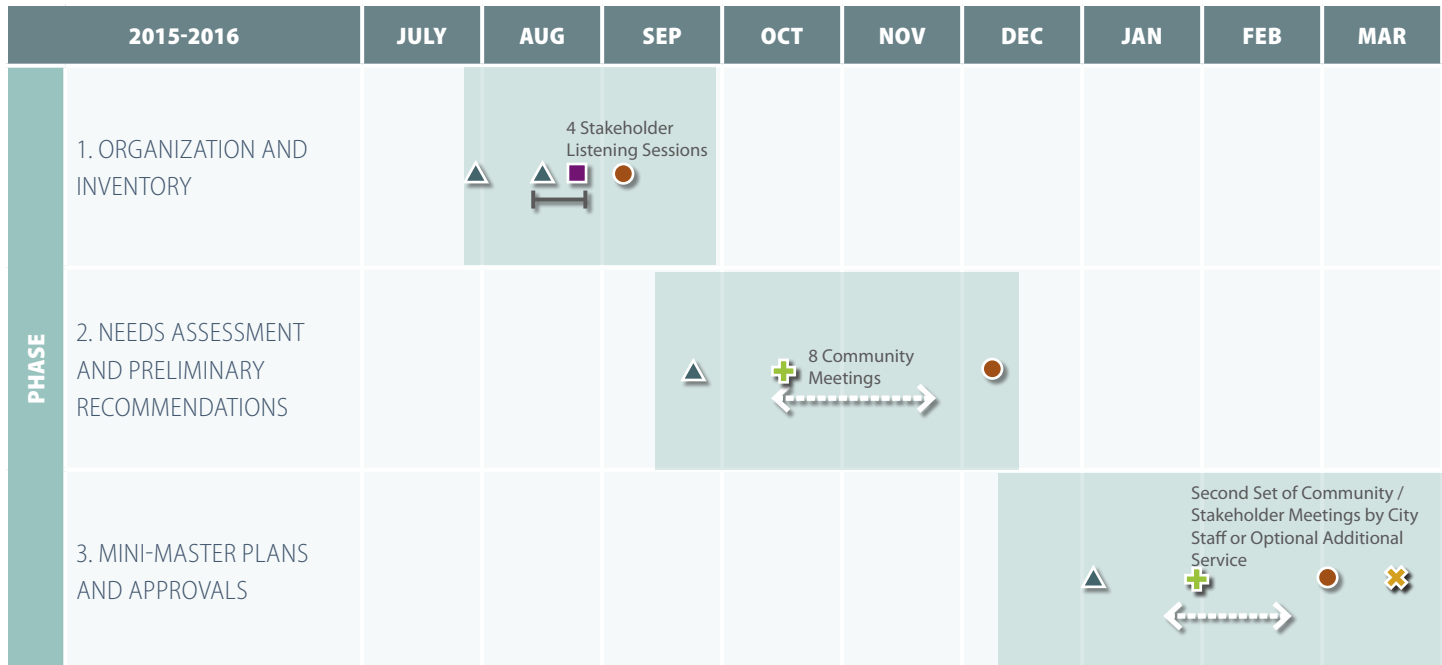 2015-2016
JULY
AUG
SEP
OCT
NOV
DEC
JAN
FEB
MAR
PHASE
1. ORGANIZATION AND
INVENTORY
4 Stakeholder
Listening Sessions
2. NEEDS ASSESSMENT
AND PRELIMINARY
RECOMMENDATIONS
8 Community
Meetings
3. MINI-MASTER PLANS
AND APPROVALS
Second Set of Community /
Stakeholder Meetings by City
Staff or Optional Additional
Service